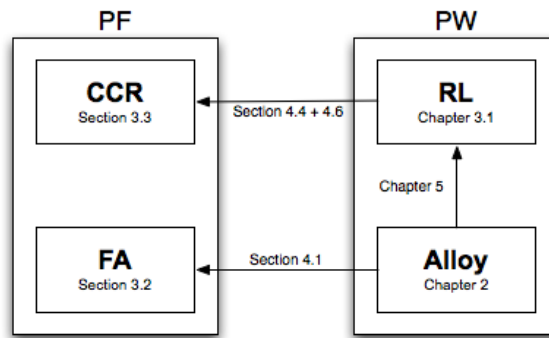 PF
PW
CCR
Section 3.3
Section 4.4 + 4.6
RL
Chapter 3.1
Chapter 5
FA
Section 3.2
Section 4.1
Alloy
Chapter 2